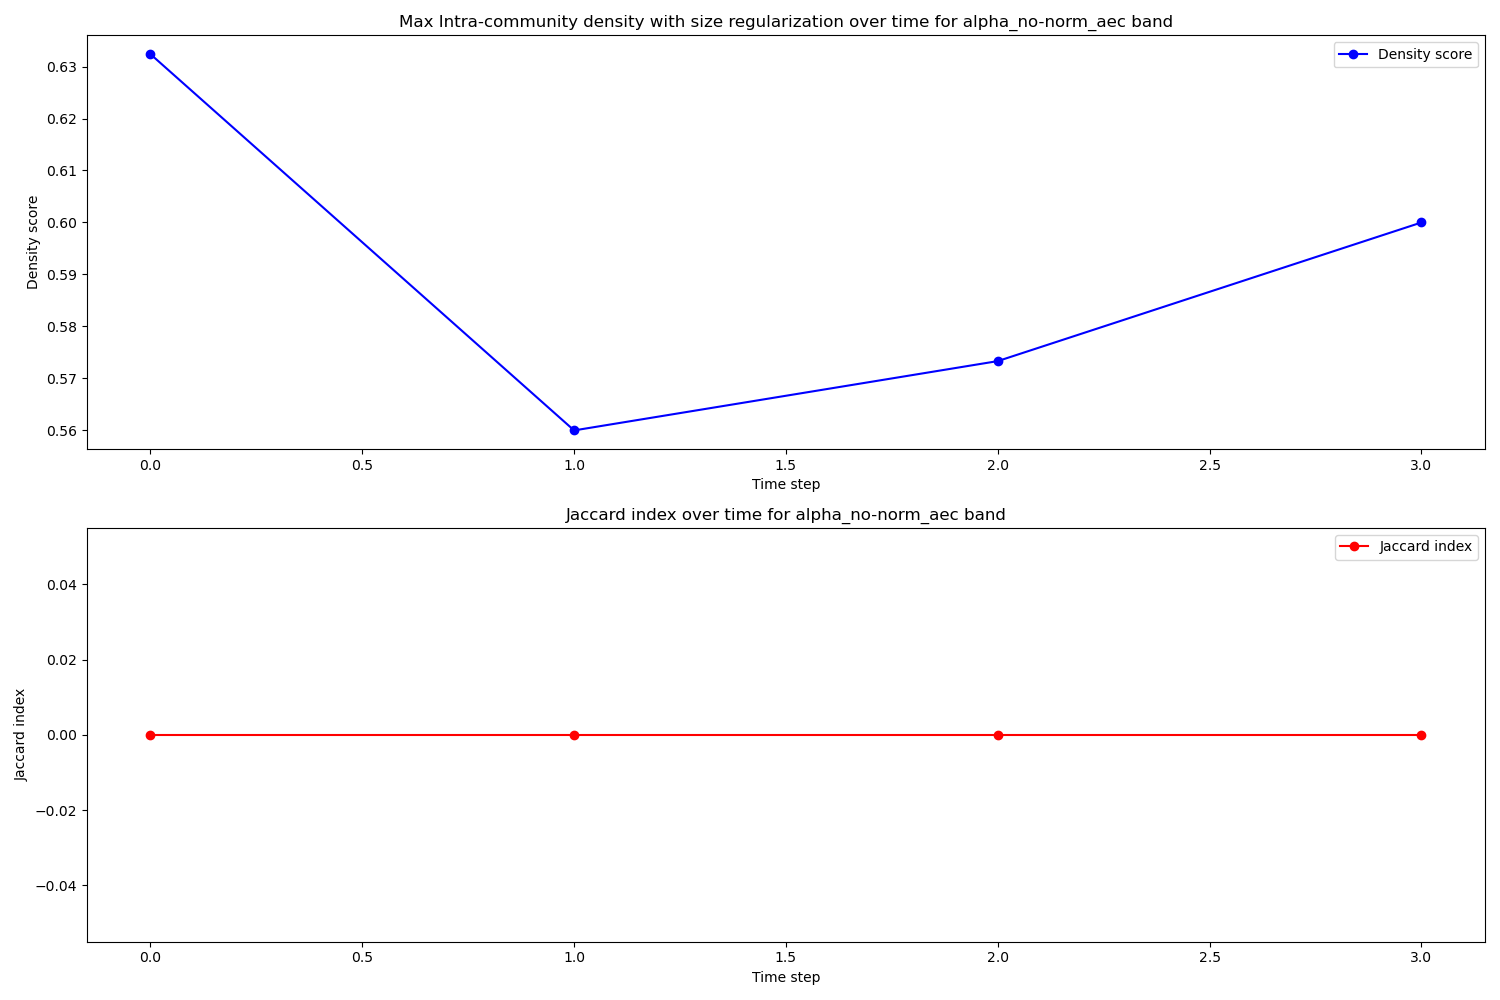 Max Intra-community density with size regularization over time for alpha_no-norm_aec band
Density score
0.63
0.62
0.61
0.60
0.59
0.58
0.57
0.56
Density score
0.0 0.5 1.0 1.5 2.0 2.5 3.0
Time step
Jaccard index over time for alpha_no-norm_aec band
Jaccard index
0.04
0.02
0.00
−0.02
−0.04
Jaccard index
0.0 0.5 1.0 1.5 2.0 2.5 3.0
Time step